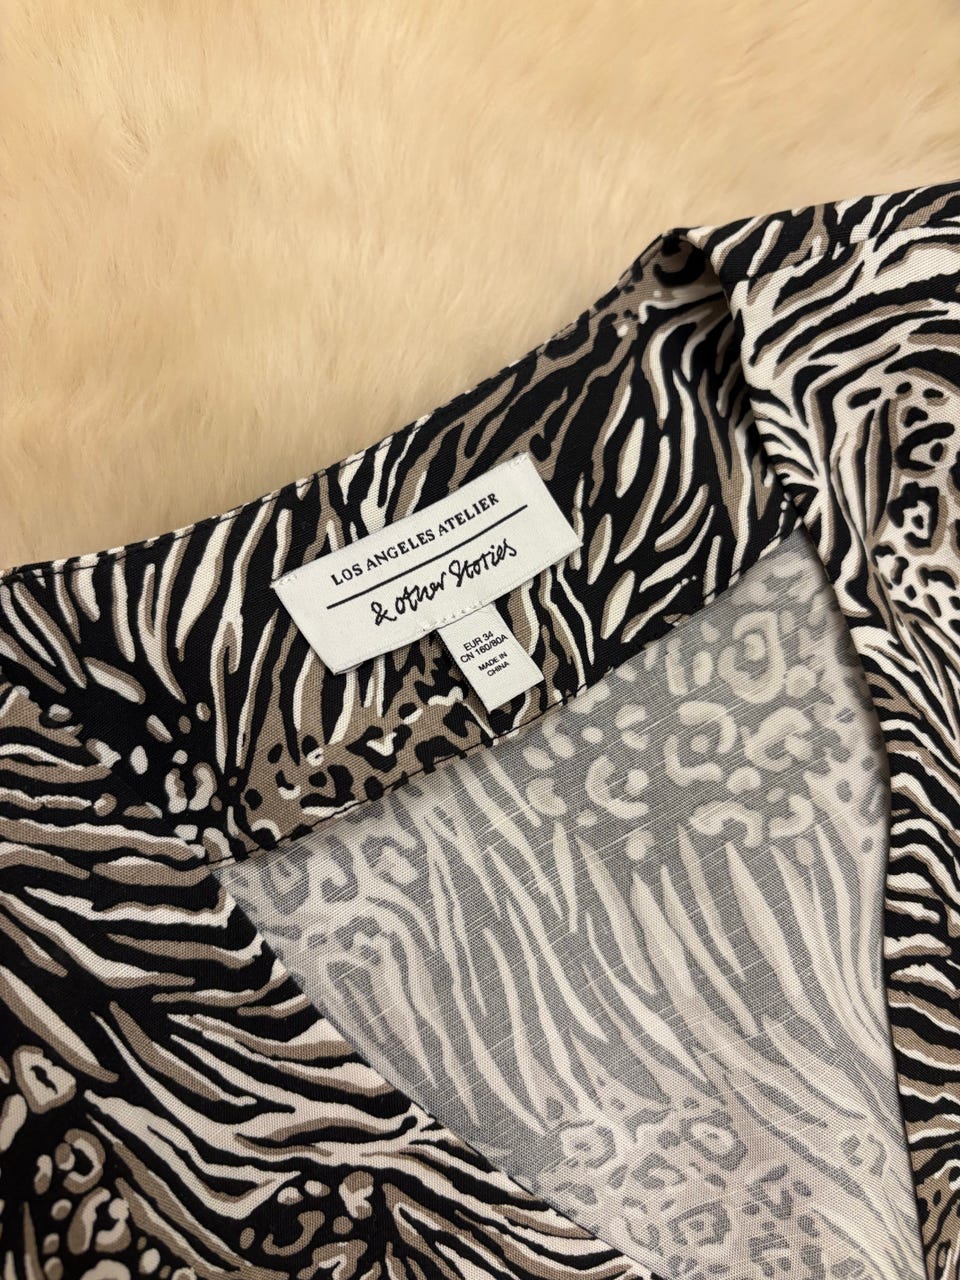 LOS ANGELES ATELIER
& other Stories
EUR 34
CN 160/80A
MADE IN
CHINA